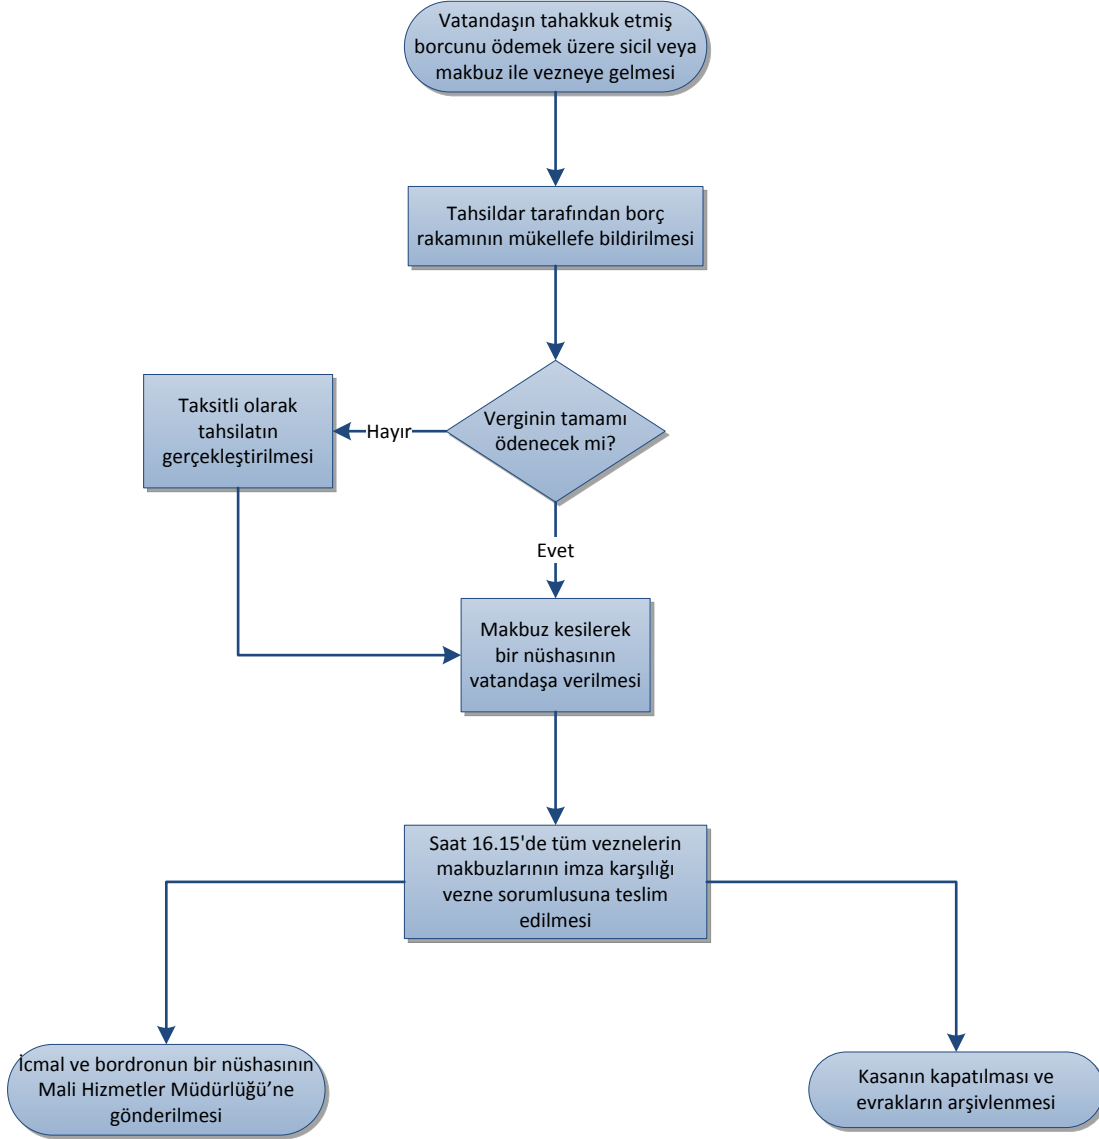 Vatandaşın tahakkuk etmiş
borcunu ödemek üzere sicil veya
makbuz ile vezneye gelmesi
Tahsildar tarafından borç
rakamının mükellefe bildirilmesi
Verginin tamamı
ödenecek mi?
Hayır
Taksitli olarak
tahsilatın
gerçekleştirilmesi
Evet
Makbuz kesilerek
bir nüshasının
vatandaşa verilmesi
Saat 16.15'de tüm veznelerin
makbuzlarının imza karşılığı
vezne sorumlusuna teslim
edilmesi
İcmal ve bordronun bir nüshasının
Mali Hizmetler Müdürlüğü’ne
gönderilmesi
Kasanın kapatılması ve
evrakların arşivlenmesi